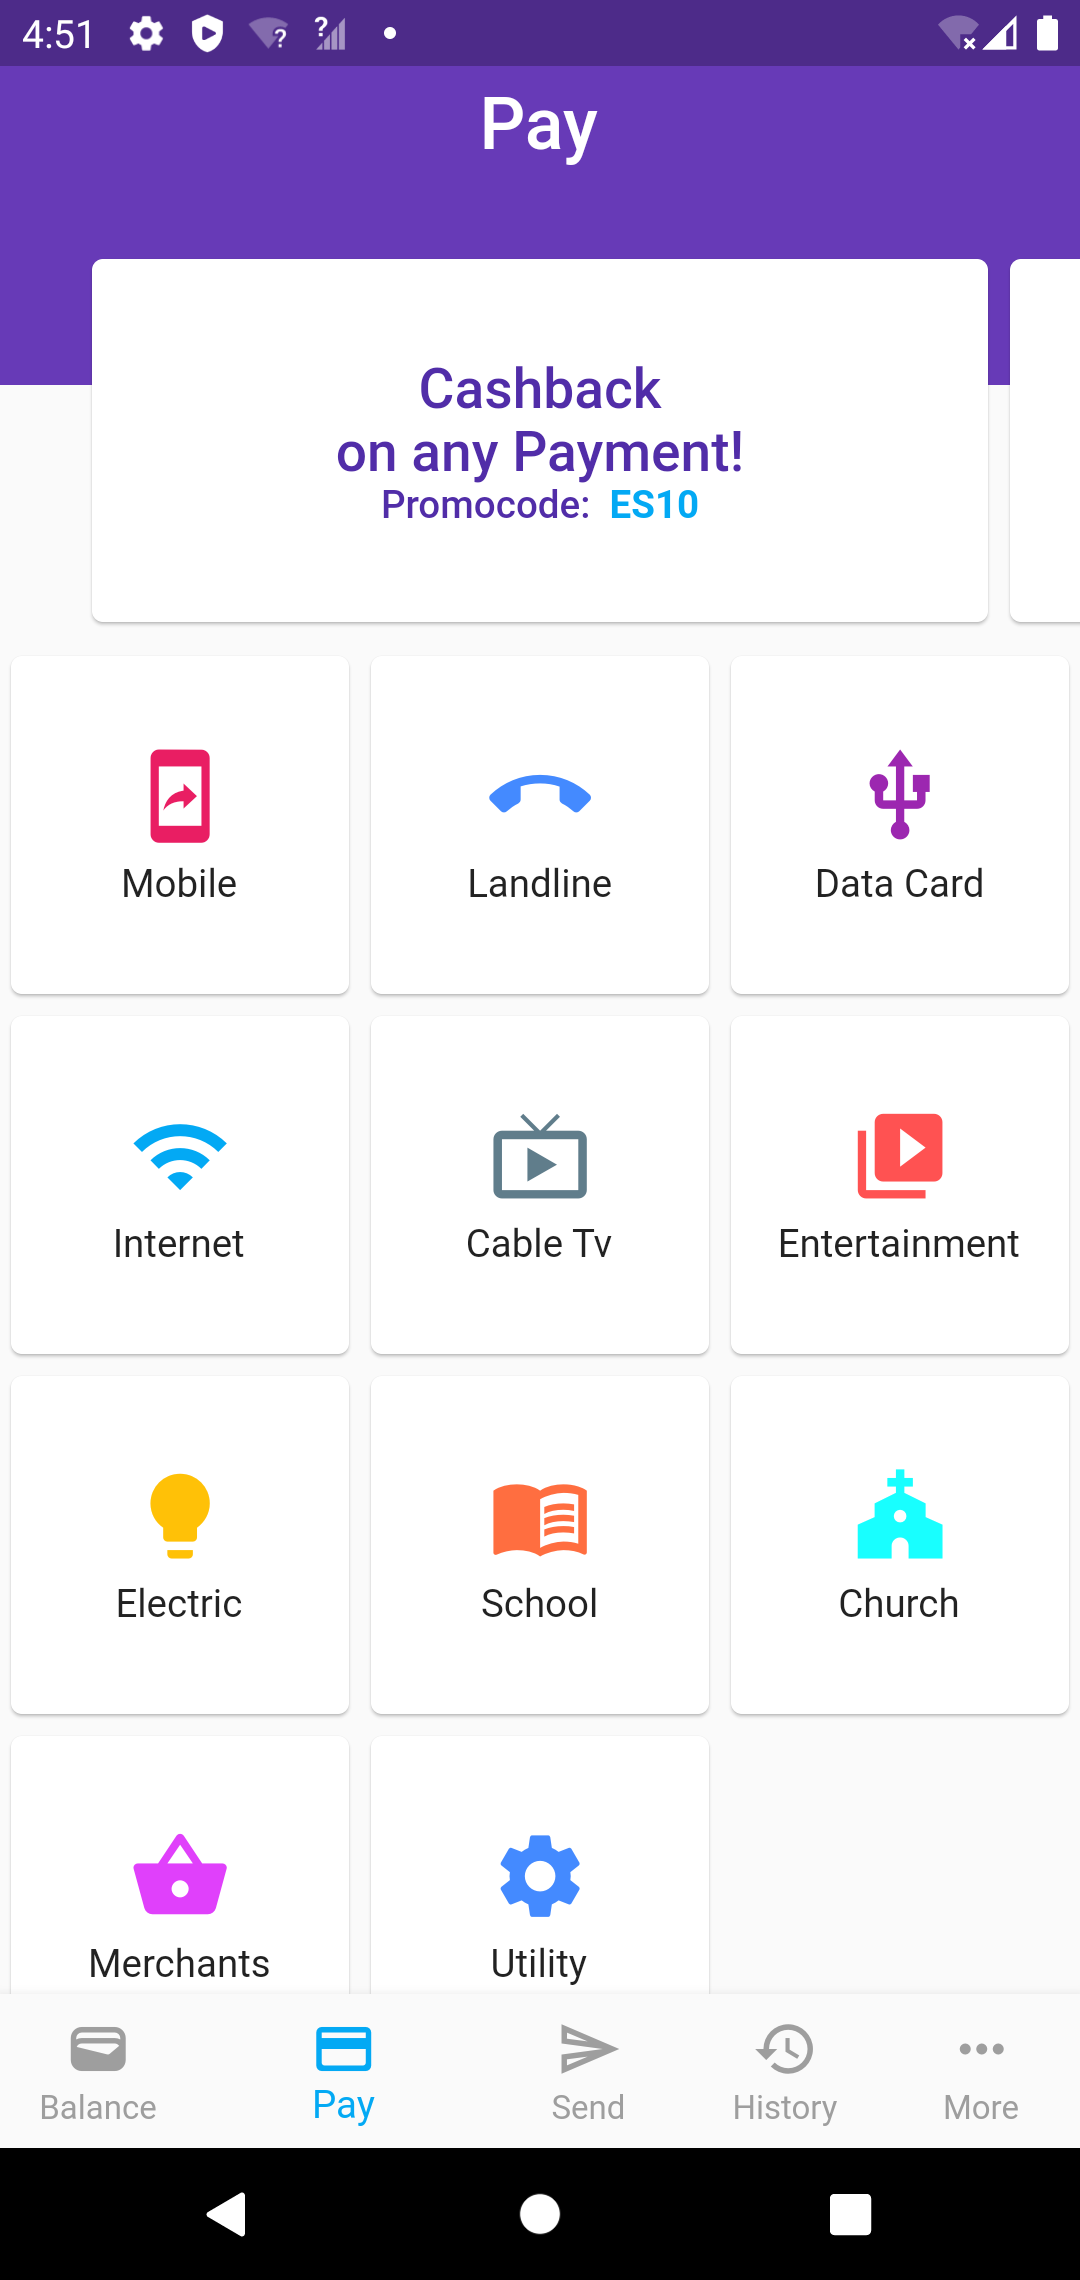 4:51
Pay
Cashback
on any Payment!
Promocode: ES10
Mobile
Landline
Data Card
Internet
Cable Tv
Entertainment
Electric
School
Church
Merchants
Utility
Balance
Pay
Send
History
More